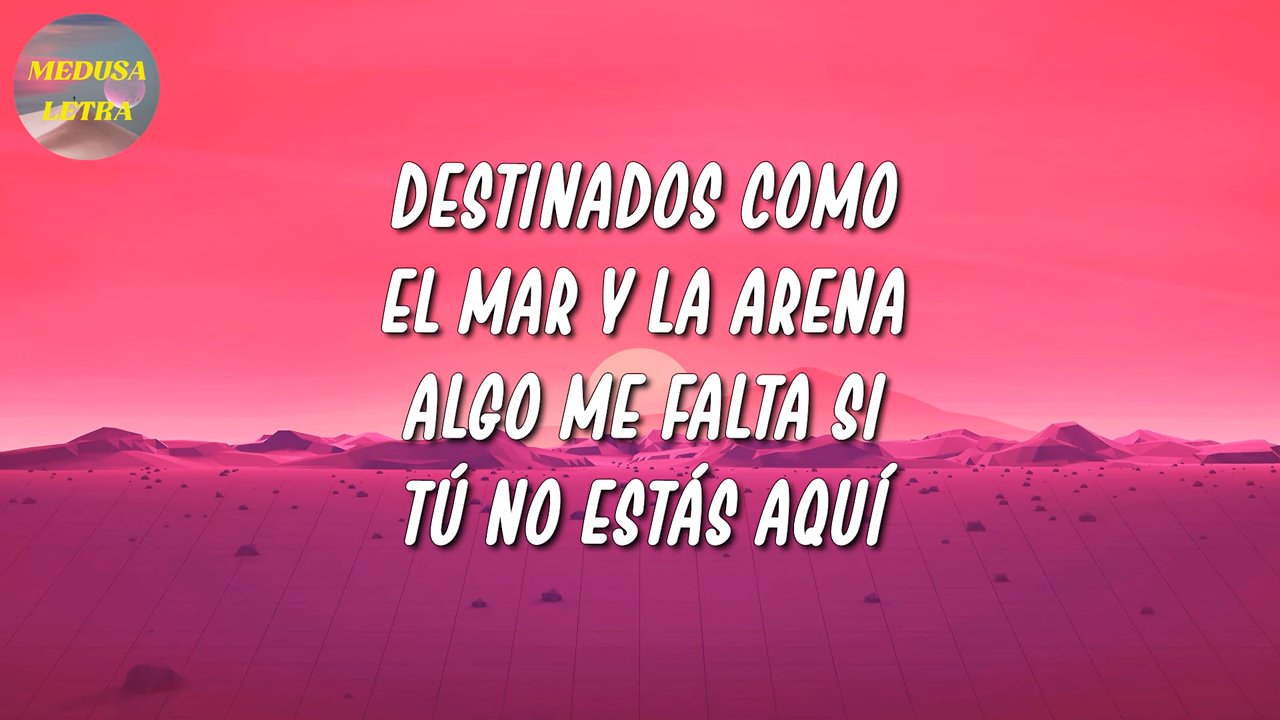 MEDUSA
LETRA
DESTINADOS COMO
EL MAR Y LA ARENA
ALGO ME FALTA SI
TÚ NO ESTÁS AQUÍ